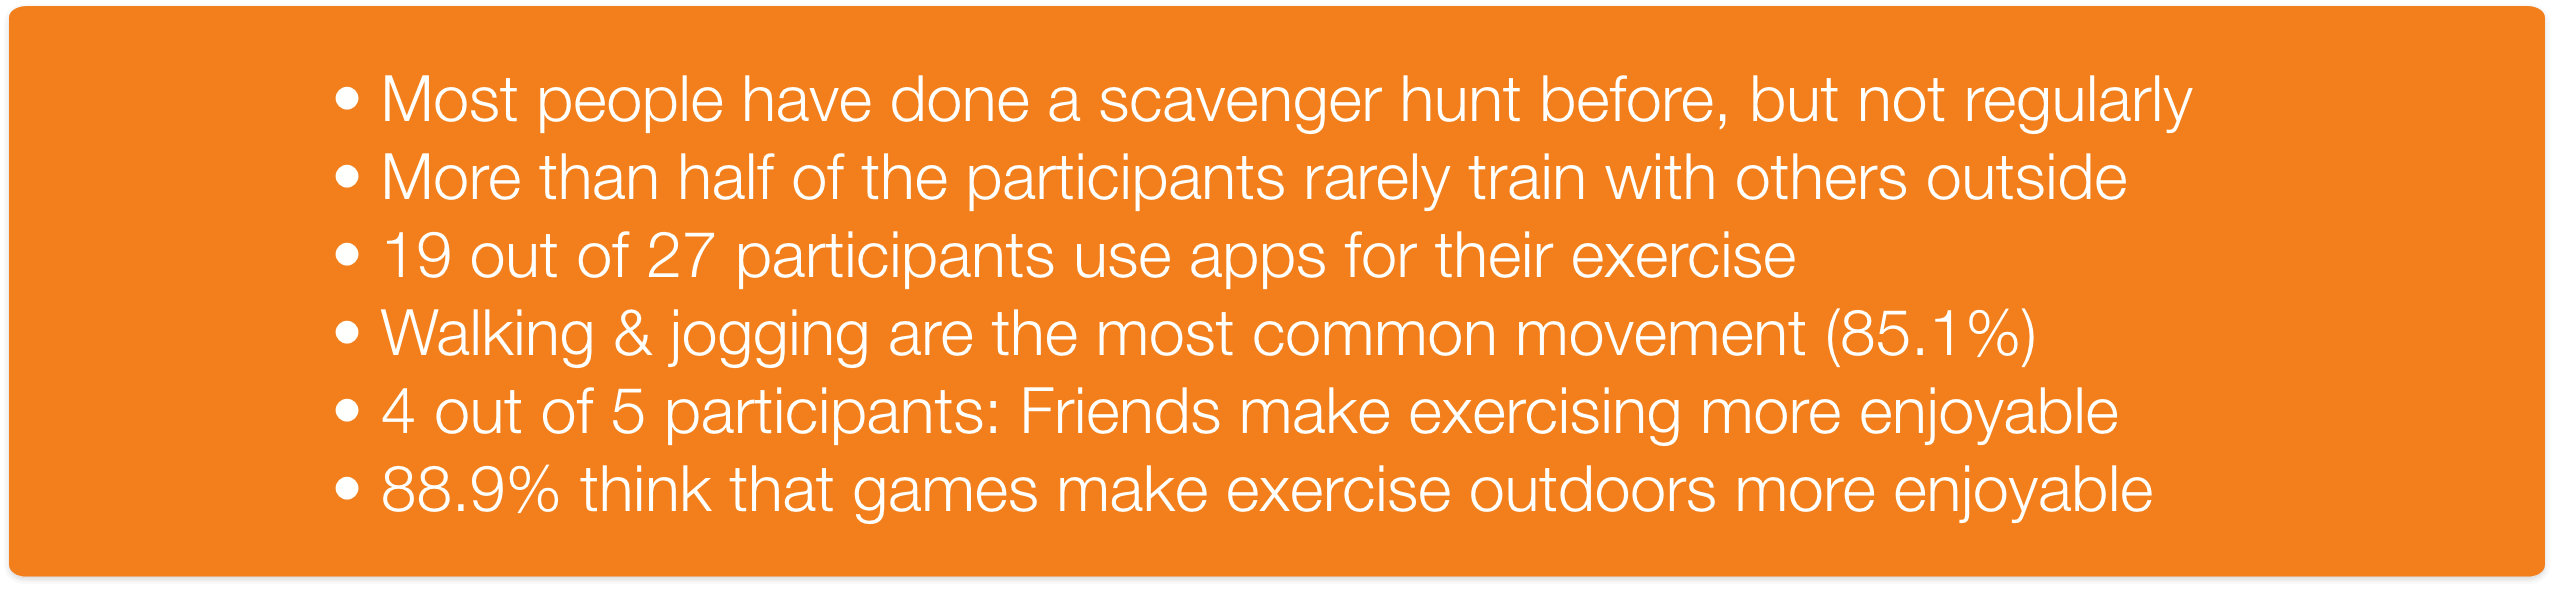 • Most people have done a scavenger hunt before, but not regularly
• More than half of the participants rarely train with others outside
• 19 out of 27 participants use apps for their exercise
• Walking & jogging are the most common movement (85.1%)
• 4 out of 5 participants: Friends make exercising more enjoyable
• 88.9% think that games make exercise outdoors more enjoyable